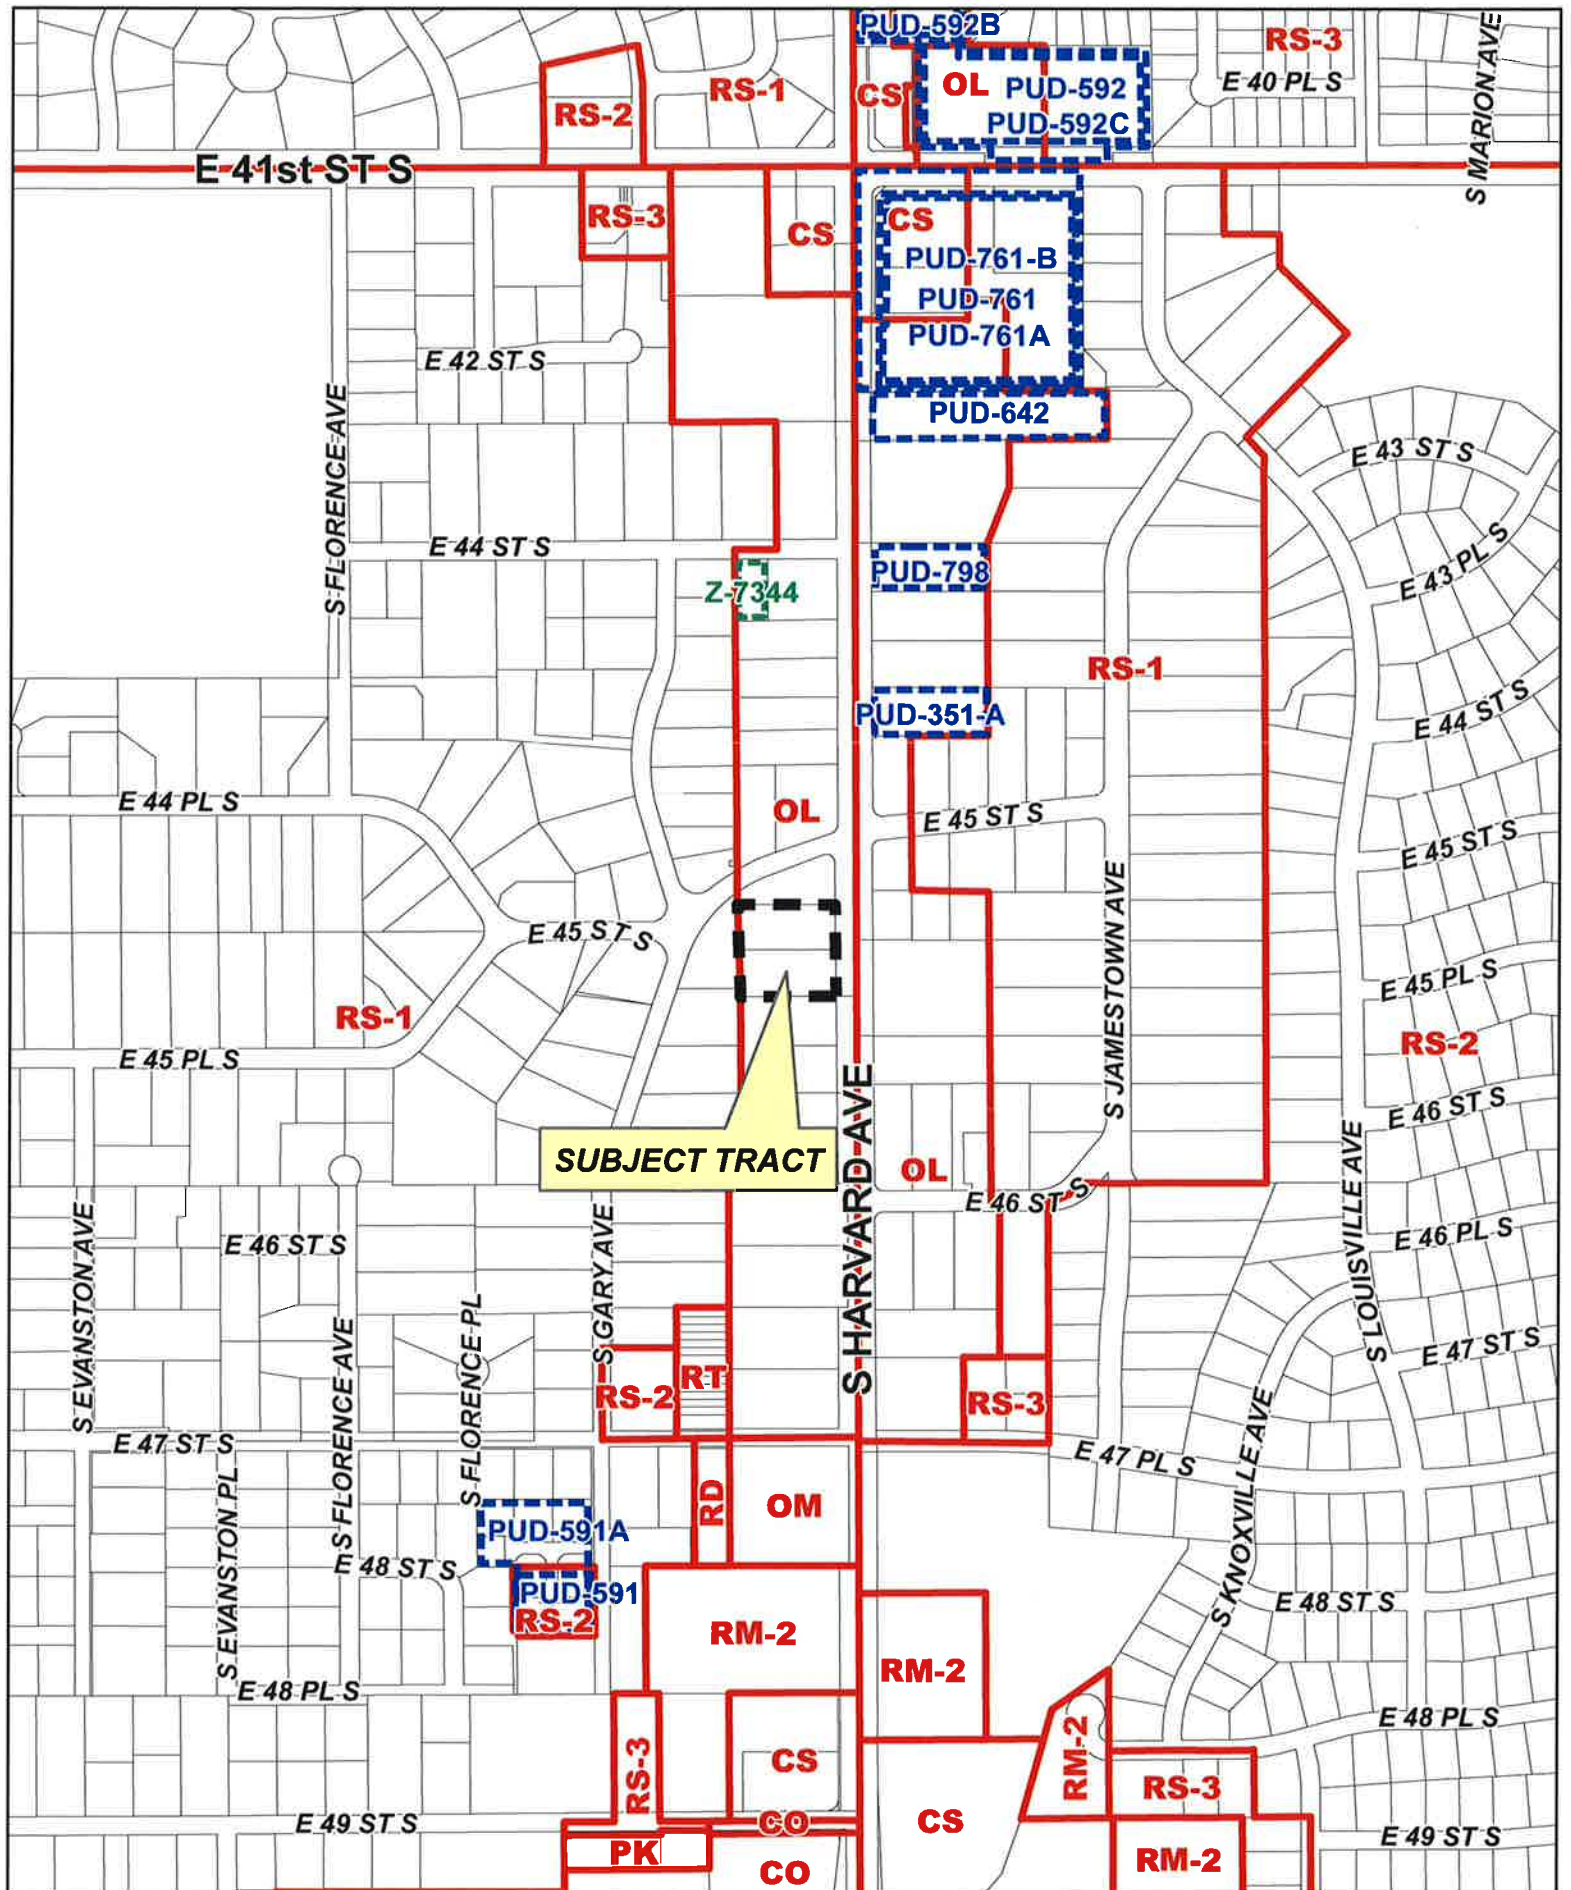 PUD-592B
RS-3
S MARION AVE
E 40 PL S
RS-1
RS-2
CS
OL
PUD-592
PUD-592C
E 41st ST S
RS-3
CS
CS
PUD-761-B
PUD-761
PUD-761A
E 42 ST S
PUD-642
S FLORENCE AVE
E 43 ST S
E 44 ST S
E 43 PL S
PUD-798
Z-7344
RS-1
E 44 ST S
PUD-351-A
E 44 PL S
OL
E 45 ST S
E 45 ST S
E 45 ST S
S JAMESTOWN AVE
E 45 PL S
RS-1
RS-2
E 45 PL S
E 46 ST S
SUBJECT TRACT
S HARVARD AVE
OL
E 46 ST S
S LOUISVILLE AVE
E 46 PL S
S EVANSTON AVE
E 46 ST S
S GARY AVE
S FLORENCE PL
S FLORENCE AVE
E 47 ST S
RT
RS-2
RS-3
E 47 ST S
E 47 PL S
S KNOXVILLE AVE
S EVANSTON PL
RD
OM
PUD-591A
E 48 ST S
PUD-591
RS-2
E 48 ST S
RM-2
RM-2
E 48 PL S
E 48 PL S
RS-3
CS
RM-2
RS-3
E 49 ST S
CO
CS
E 49 ST S
PK
CO
RM-2